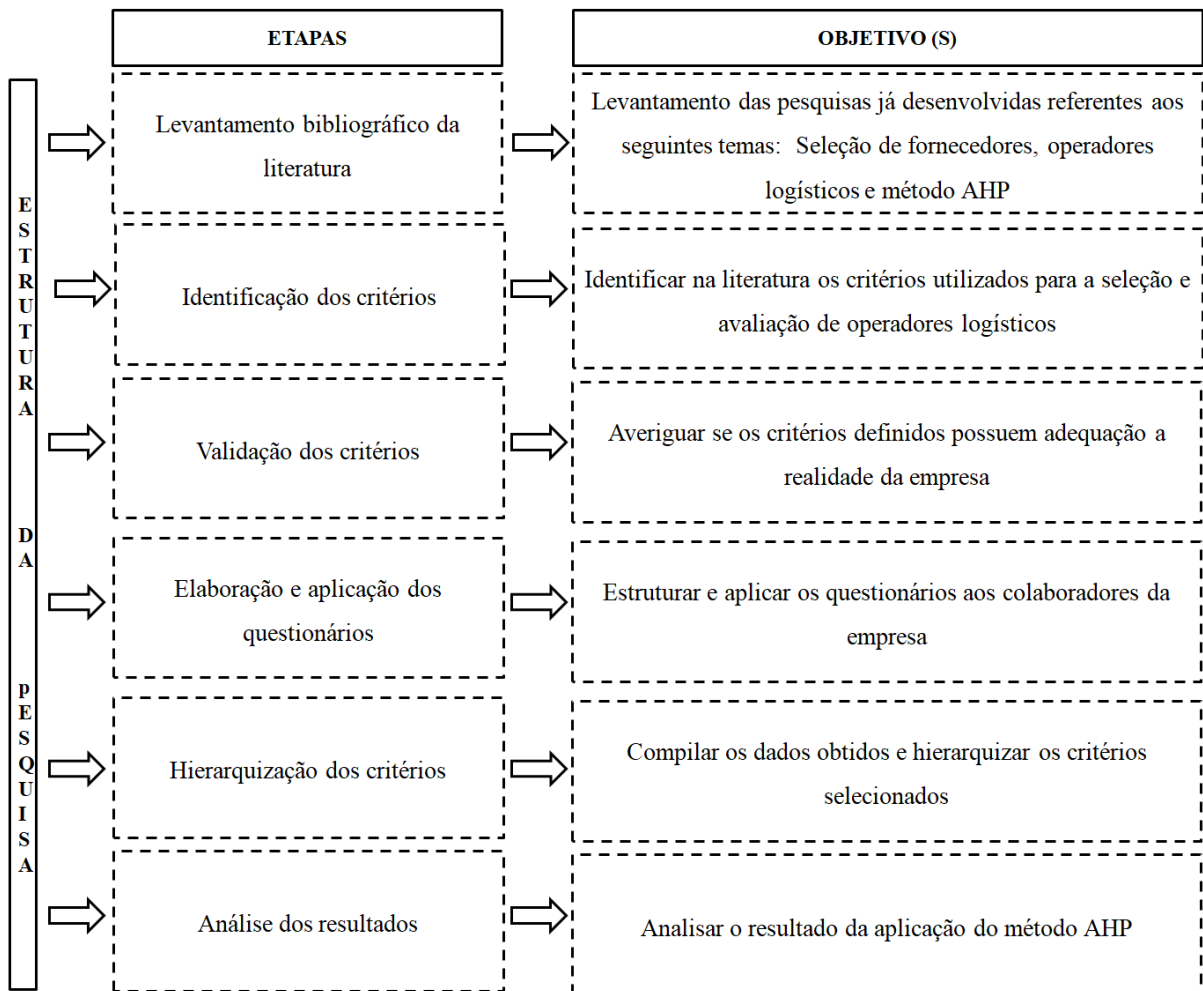 ETAPAS
OBJETIVO (S)
ESTRUTURA DA pESQUISA
Levantamento bibliográfico da
literatura
Levantamento das pesquisas já desenvolvidas referentes aos
seguintes temas: Seleção de fornecedores, operadores
logísticos e método AHP
Identificação dos critérios
Identificar na literatura os critérios utilizados para a seleção e
avaliação de operadores logísticos
Validação dos critérios
Averiguar se os critérios definidos possuem adequação a
realidade da empresa
Elaboração e aplicação dos
questionários
Estruturar e aplicar os questionários aos colaboradores da
empresa
Hierarquização dos critérios
Compilar os dados obtidos e hierarquizar os critérios
selecionados
Análise dos resultados
Analisar o resultado da aplicação do método AHP